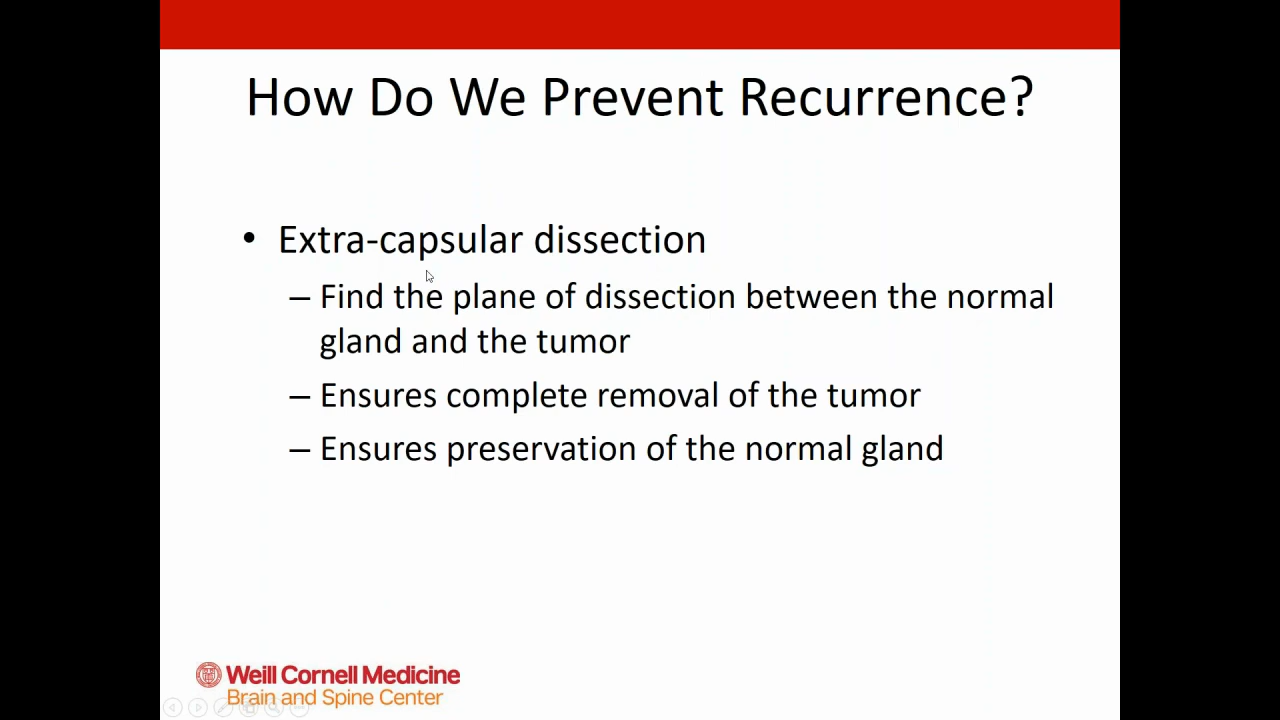 How Do We Prevent Recurrence?
• Extra-capsular dissection
– Find the plane of dissection between the normal
gland and the tumor
– Ensures complete removal of the tumor
– Ensures preservation of the normal gland
Weill Cornell Medicine
Brain and Spine Center